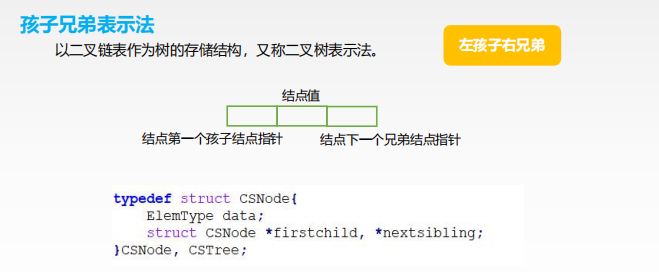 孩子兄弟表示法
以二叉链表作为树的存储结构，又称二叉树表示法。
左孩子右兄弟
结点值
结点第一个孩子结点指针
结点下一个兄弟结点指针
typedef struct CSNode{
    ElemType data;
    struct CSNode *firstchild, *nextsibling;
}CSNode, CSTree;